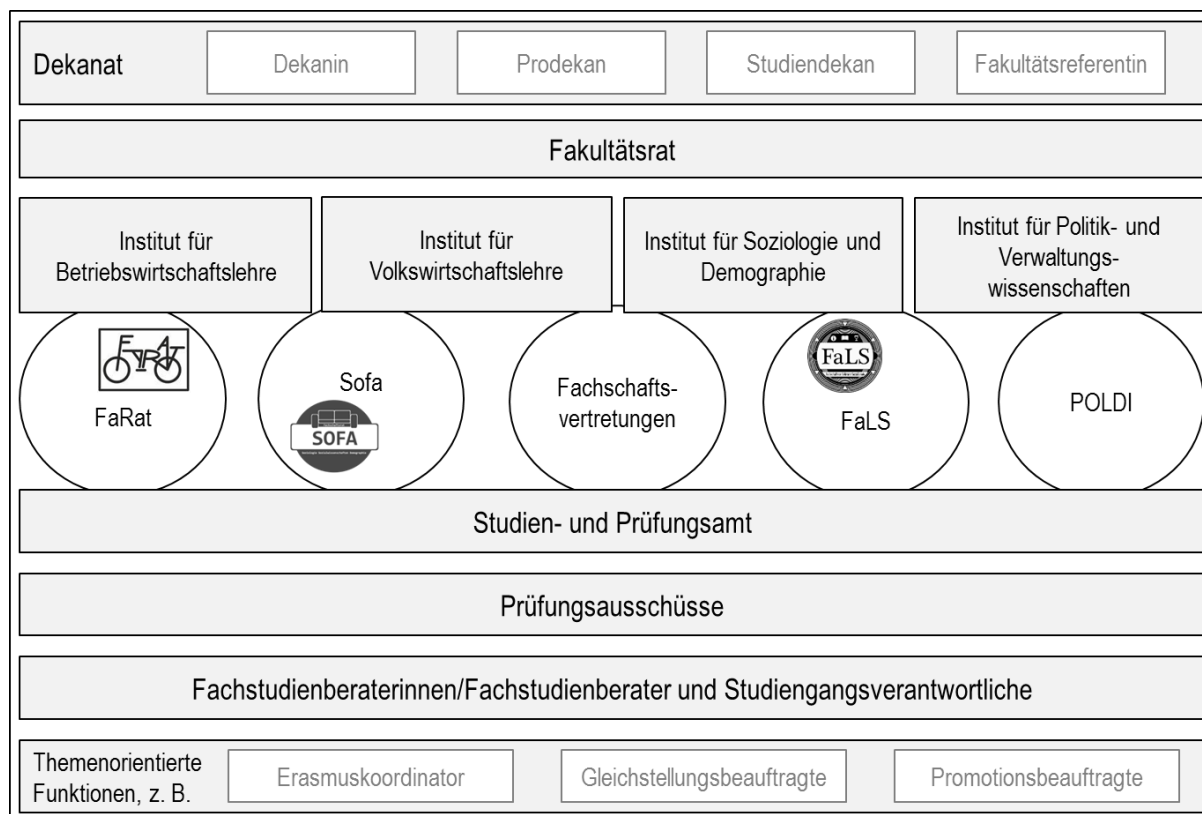 Dekanat
Dekanin
Prodekan
Studiendekan
Fakultätsreferentin
Fakultätsrat
Institut für
Betriebswirtschaftslehre
Institut für
Volkswirtschaftslehre
Institut für Soziologie und
Demographie
Institut für Politik- und
Verwaltungs-
wissenschaften
FaRat
Sofa
SOFA
Fachschafts-
vertretungen
FaLS
FaLS
POLDI
Studien- und Prüfungsamt
Prüfungsausschüsse
Fachstudienberaterinnen/Fachstudienberater und Studiengangsverantwortliche
Themenorientierte
Funktionen, z. B.
Erasmuskoordinator
Gleichstellungsbeauftragte
Promotionsbeauftragte